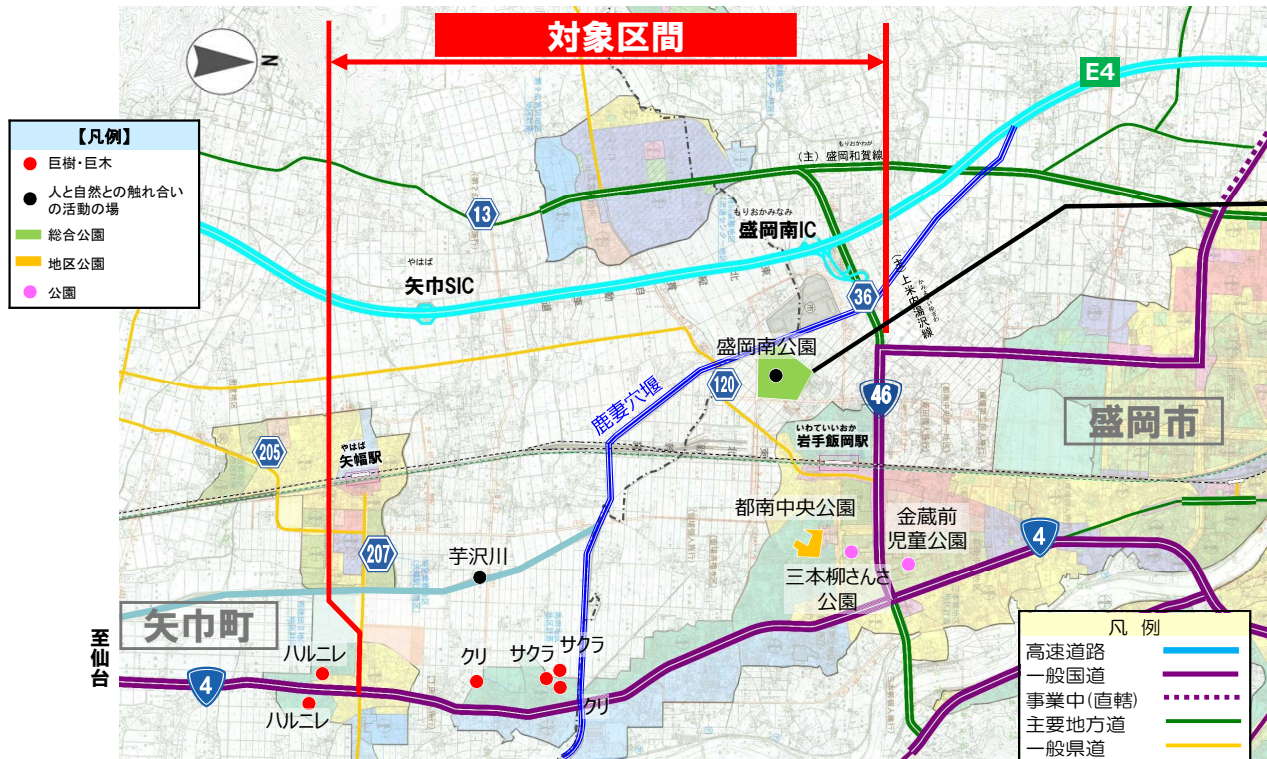 対象区間
N
E4
【凡例】
巨樹・巨木
人と自然との触れ合い
の活動の場
総合公園
地区公園
公園
もりおかわが
(主)盛岡和賀線
13
もりおかみなみ
盛岡南IC
やはば
矢巾SIC
36
(主)上米内湯沢線
盛岡南公園
120
46
鹿妻穴堰
盛岡市
いわていいおか
岩手飯岡駅
205
やはば
矢幅駅
都南中央公園
金蔵前
児童公園
4
207
芋沢川
三本柳さんさ
公園
矢巾町
至仙台
ハルニレ
クリ
サクラ
サクラ
4
ハルニレ
クリ
凡 例
高速道路
一般国道
事業中(直轄)
主要地方道
一般県道